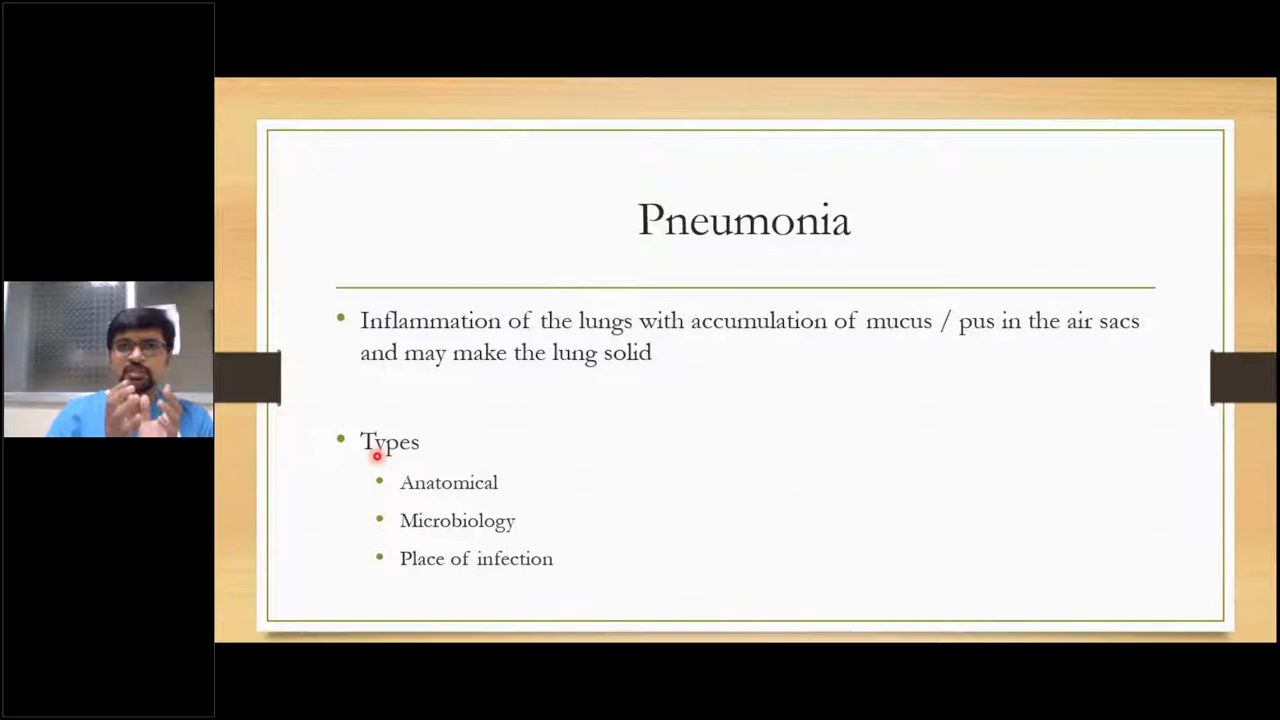 Pneumonia
Inflammation of the lungs with accumulation of mucus / pus in the air sacs
and may make the lung solid
Types
Anatomical
Microbiology
Place of infection